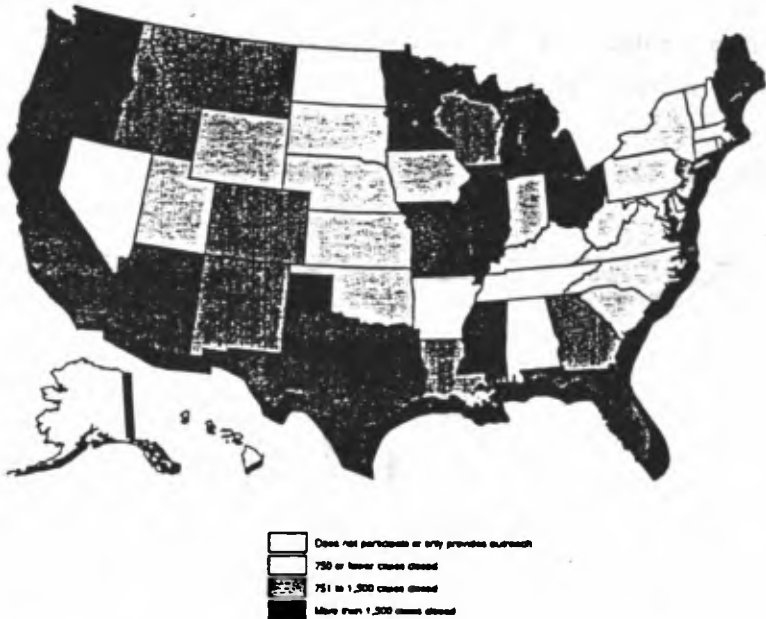 Does not participate or only provides outreach
750 or fewer cases closed
751 to 1,500 cases closed
More than 1,500 cases closed